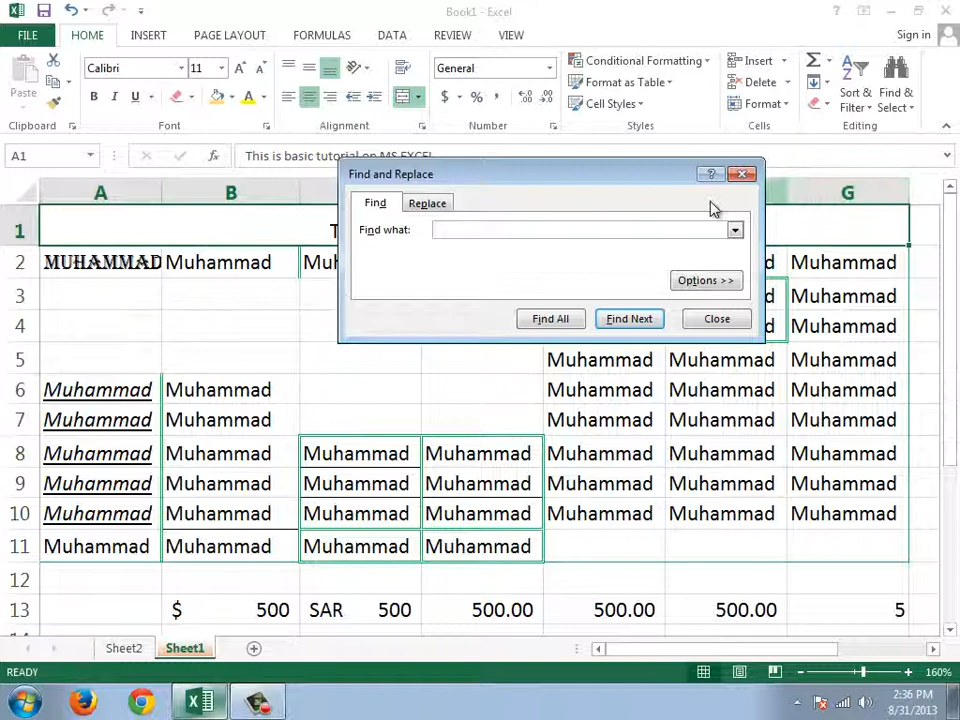 Book1 - Excel
FILE HOME INSERT PAGE LAYOUT FORMULAS DATA REVIEW VIEW Sign in
Paste
Calibri 11
B I U
General
$ % ,
Conditional Formatting
Format as Table
Cell Styles
Insert
Delete
Format
Sort & Filter
Find & Select
Clipboard Font Alignment Number Styles Cells Editing
A1 fx This is basic tutorial on MS EXCEL
Find and Replace
Find Replace
Find what:
Options >>
Find All Find Next Close
A B G
1 T
2 MUHAMMAD Muhammad Muh Muhammad
3 Muhammad
4 Muhammad
5 Muhammad Muhammad Muhammad
6 Muhammad Muhammad Muhammad Muhammad Muhammad
7 Muhammad Muhammad Muhammad Muhammad Muhammad
8 Muhammad Muhammad Muhammad Muhammad Muhammad Muhammad Muhammad
9 Muhammad Muhammad Muhammad Muhammad Muhammad Muhammad Muhammad
10 Muhammad Muhammad Muhammad Muhammad Muhammad Muhammad Muhammad
11 Muhammad Muhammad Muhammad Muhammad
12
13 $ 500 SAR 500 500.00 500.00 500.00 5
Sheet2 Sheet1
READY 160%
2:36 PM
8/31/2013